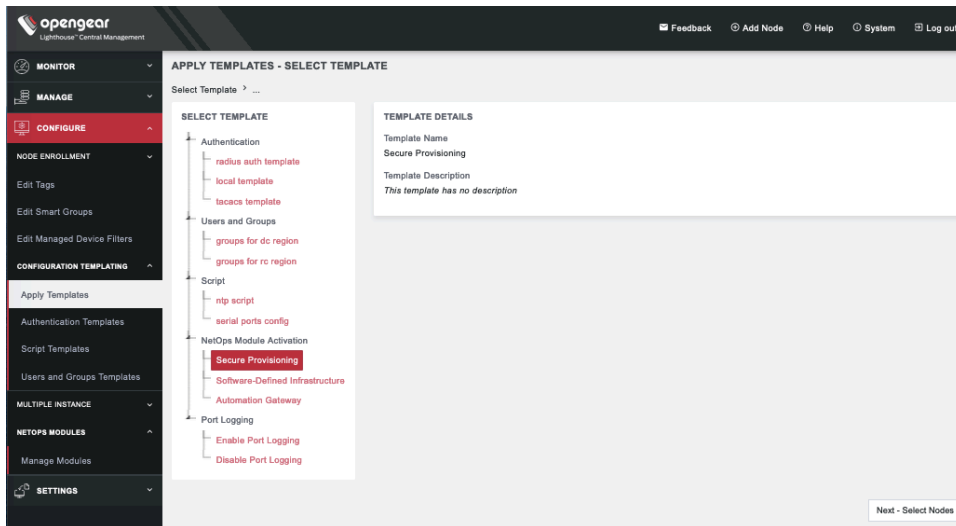 opengear
Lighthouse™ Central Management
Feedback
Add Node
Help
System
Log out
MONITOR
MANAGE
CONFIGURE
NODE ENROLLMENT
Edit Tags
Edit Smart Groups
Edit Managed Device Filters
CONFIGURATION TEMPLATING
Apply Templates
Authentication Templates
Script Templates
Users and Groups Templates
MULTIPLE INSTANCE
NETOPS MODULES
Manage Modules
SETTINGS
APPLY TEMPLATES - SELECT TEMPLATE
Select Template > ...
SELECT TEMPLATE
Authentication
radius auth template
local template
tacacs template
Users and Groups
groups for dc region
groups for rc region
Script
ntp script
serial ports config
NetOps Module Activation
Secure Provisioning
Software-Defined Infrastructure
Automation Gateway
Port Logging
Enable Port Logging
Disable Port Logging
TEMPLATE DETAILS
Template Name
Secure Provisioning
Template Description
This template has no description
Next - Select Nodes